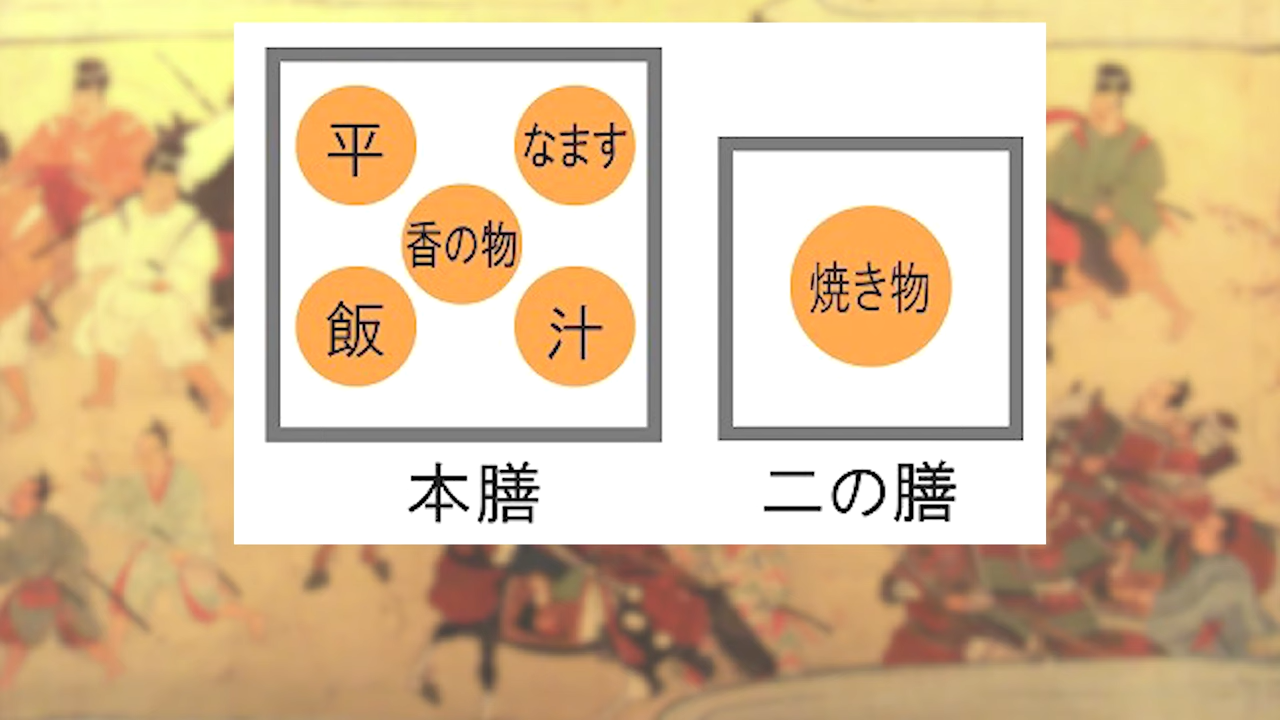 平
なます
香の物
飯
汁
本膳
焼き物
二の膳